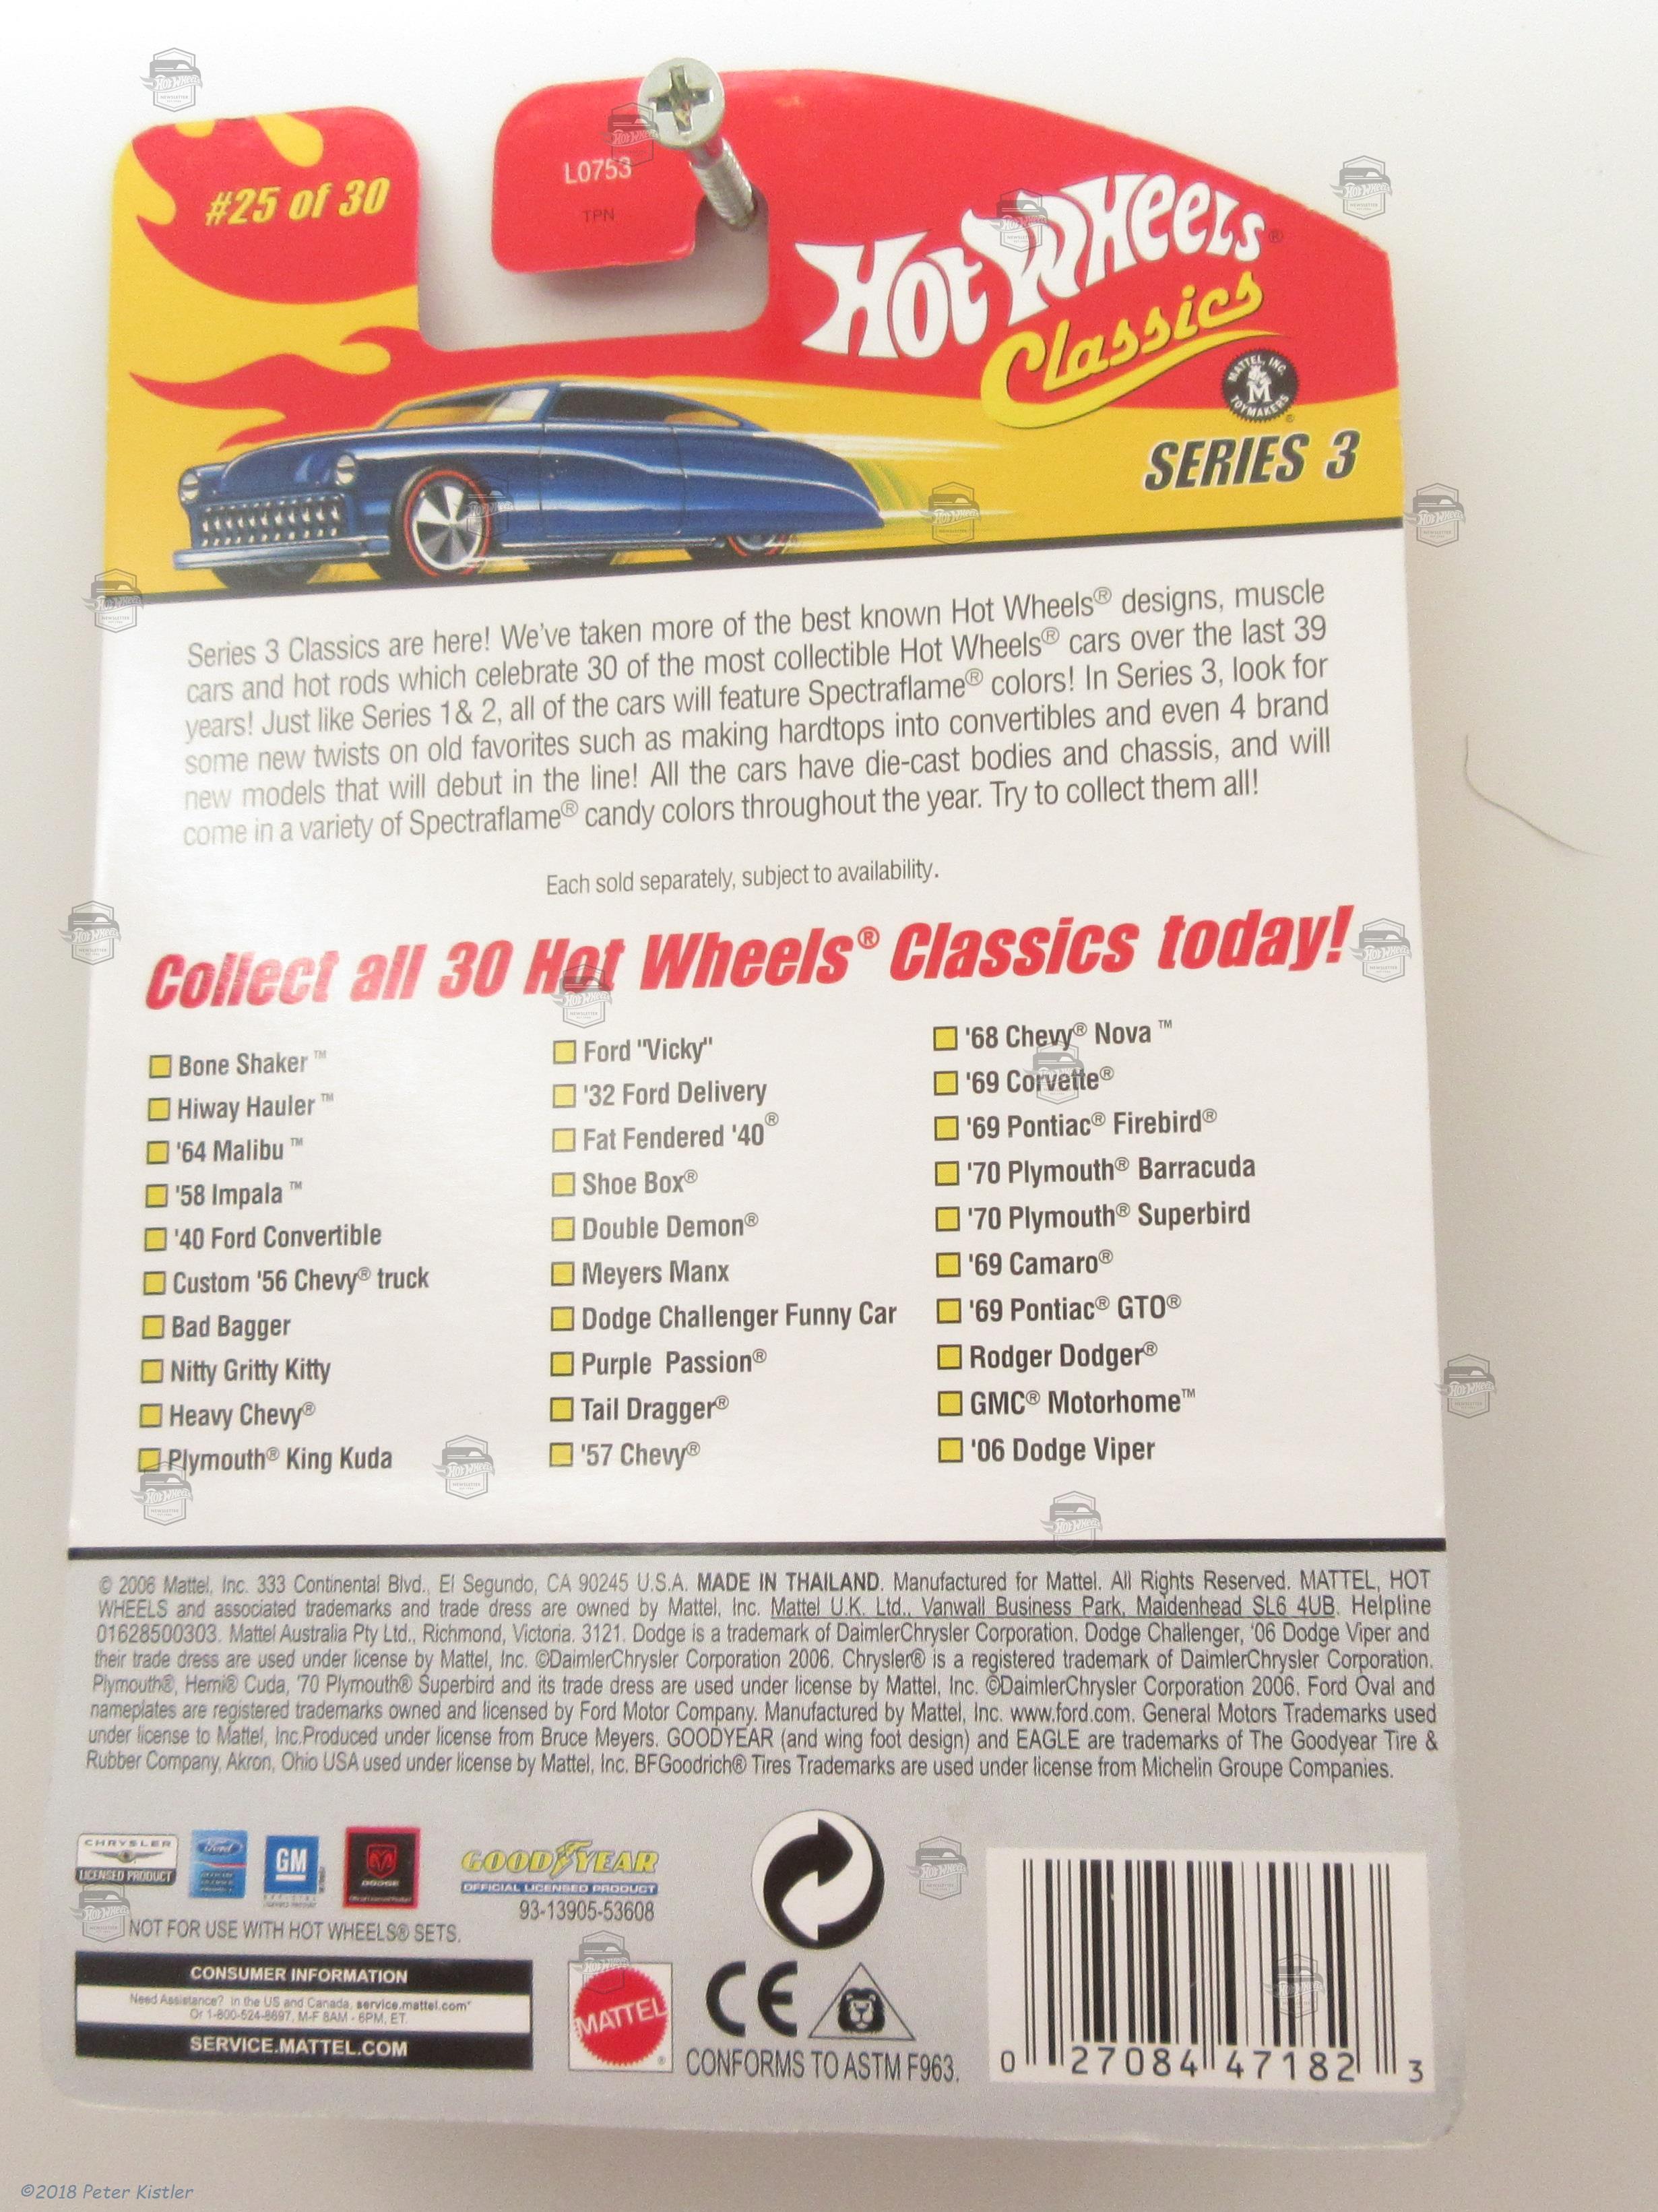 #25 of 30
L0753
TPN
HOT WHEELS®
Classics
MATTEL, INC.
M
TOYMAKERS
®
SERIES 3
Series 3 Classics are here! We've taken more of the best known Hot Wheels® designs, muscle
cars and hot rods which celebrate 30 of the most collectible Hot Wheels® cars over the last 39
years! Just like Series 1& 2, all of the cars will feature Spectraflame® colors! In Series 3, look for
some new twists on old favorites such as making hardtops into convertibles and even 4 brand
new models that will debut in the line! All the cars have die-cast bodies and chassis, and will
come in a variety of Spectraflame® candy colors throughout the year. Try to collect them all!
Each sold separately, subject to availability.
Collect all 30 Hot Wheels® Classics today!
Bone Shaker™
Hiway Hauler™
'64 Malibu™
'58 Impala™
'40 Ford Convertible
Custom '56 Chevy® truck
Bad Bagger
Nitty Gritty Kitty
Heavy Chevy®
Plymouth® King Kuda
Ford "Vicky"
'32 Ford Delivery
Fat Fendered '40®
Shoe Box®
Double Demon®
Meyers Manx
Dodge Challenger Funny Car
Purple Passion®
Tail Dragger®
'57 Chevy®
'68 Chevy® Nova™
'69 Corvette®
'69 Pontiac® Firebird®
'70 Plymouth® Barracuda
'70 Plymouth® Superbird
'69 Camaro®
'69 Pontiac® GTO®
Rodger Dodger®
GMC® Motorhome™
'06 Dodge Viper
© 2006 Mattel, Inc. 333 Continental Blvd., El Segundo, CA 90245 U.S.A. MADE IN THAILAND. Manufactured for Mattel. All Rights Reserved. MATTEL, HOT
WHEELS and associated trademarks and trade dress are owned by Mattel, Inc. Mattel U.K. Ltd., Vanwall Business Park, Maidenhead SL6 4UB. Helpline
01628500303. Mattel Australia Pty Ltd., Richmond, Victoria. 3121. Dodge is a trademark of DaimlerChrysler Corporation. Dodge Challenger, '06 Dodge Viper and
their trade dress are used under license by Mattel, Inc. ©DaimlerChrysler Corporation 2006. Chrysler® is a registered trademark of DaimlerChrysler Corporation.
Plymouth®, Hemi® Cuda, '70 Plymouth® Superbird and its trade dress are used under license by Mattel, Inc. ©DaimlerChrysler Corporation 2006. Ford Oval and
nameplates are registered trademarks owned and licensed by Ford Motor Company. Manufactured by Mattel, Inc. www.ford.com. General Motors Trademarks used
under license to Mattel, Inc.Produced under license from Bruce Meyers. GOODYEAR (and wing foot design) and EAGLE are trademarks of The Goodyear Tire &
Rubber Company, Akron, Ohio USA used under license by Mattel, Inc. BFGoodrich® Tires Trademarks are used under license from Michelin Groupe Companies.
CHRYSLER
LICENSED PRODUCT
Ford
GM
DODGE
GOODYEAR
OFFICIAL LICENSED PRODUCT
93-13905-53608
NOT FOR USE WITH HOT WHEELS® SETS.
CONSUMER INFORMATION
Need Assistance? In the US and Canada, service.mattel.com
Or 1-800-524-8697, M-F 8AM - 6PM, ET.
SERVICE.MATTEL.COM
MATTEL
®
CE
CONFORMS TO ASTM F963.
0 27084 47182 3
©2018 Peter Kistler